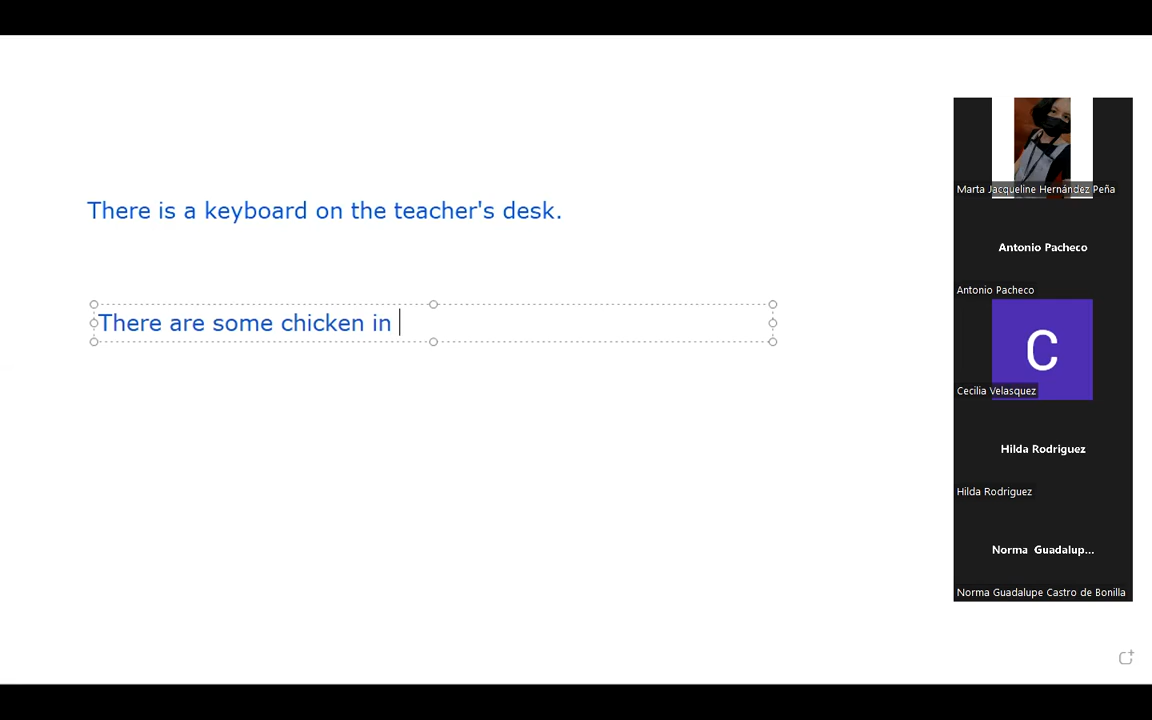 There is a keyboard on the teacher's desk.
There are some chicken in
Marta Jacqueline Hernández Peña
Antonio Pacheco
Antonio Pacheco
C
Cecilia Velasquez
Hilda Rodriguez
Hilda Rodriguez
Norma Guadalup...
Norma Guadalupe Castro de Bonilla